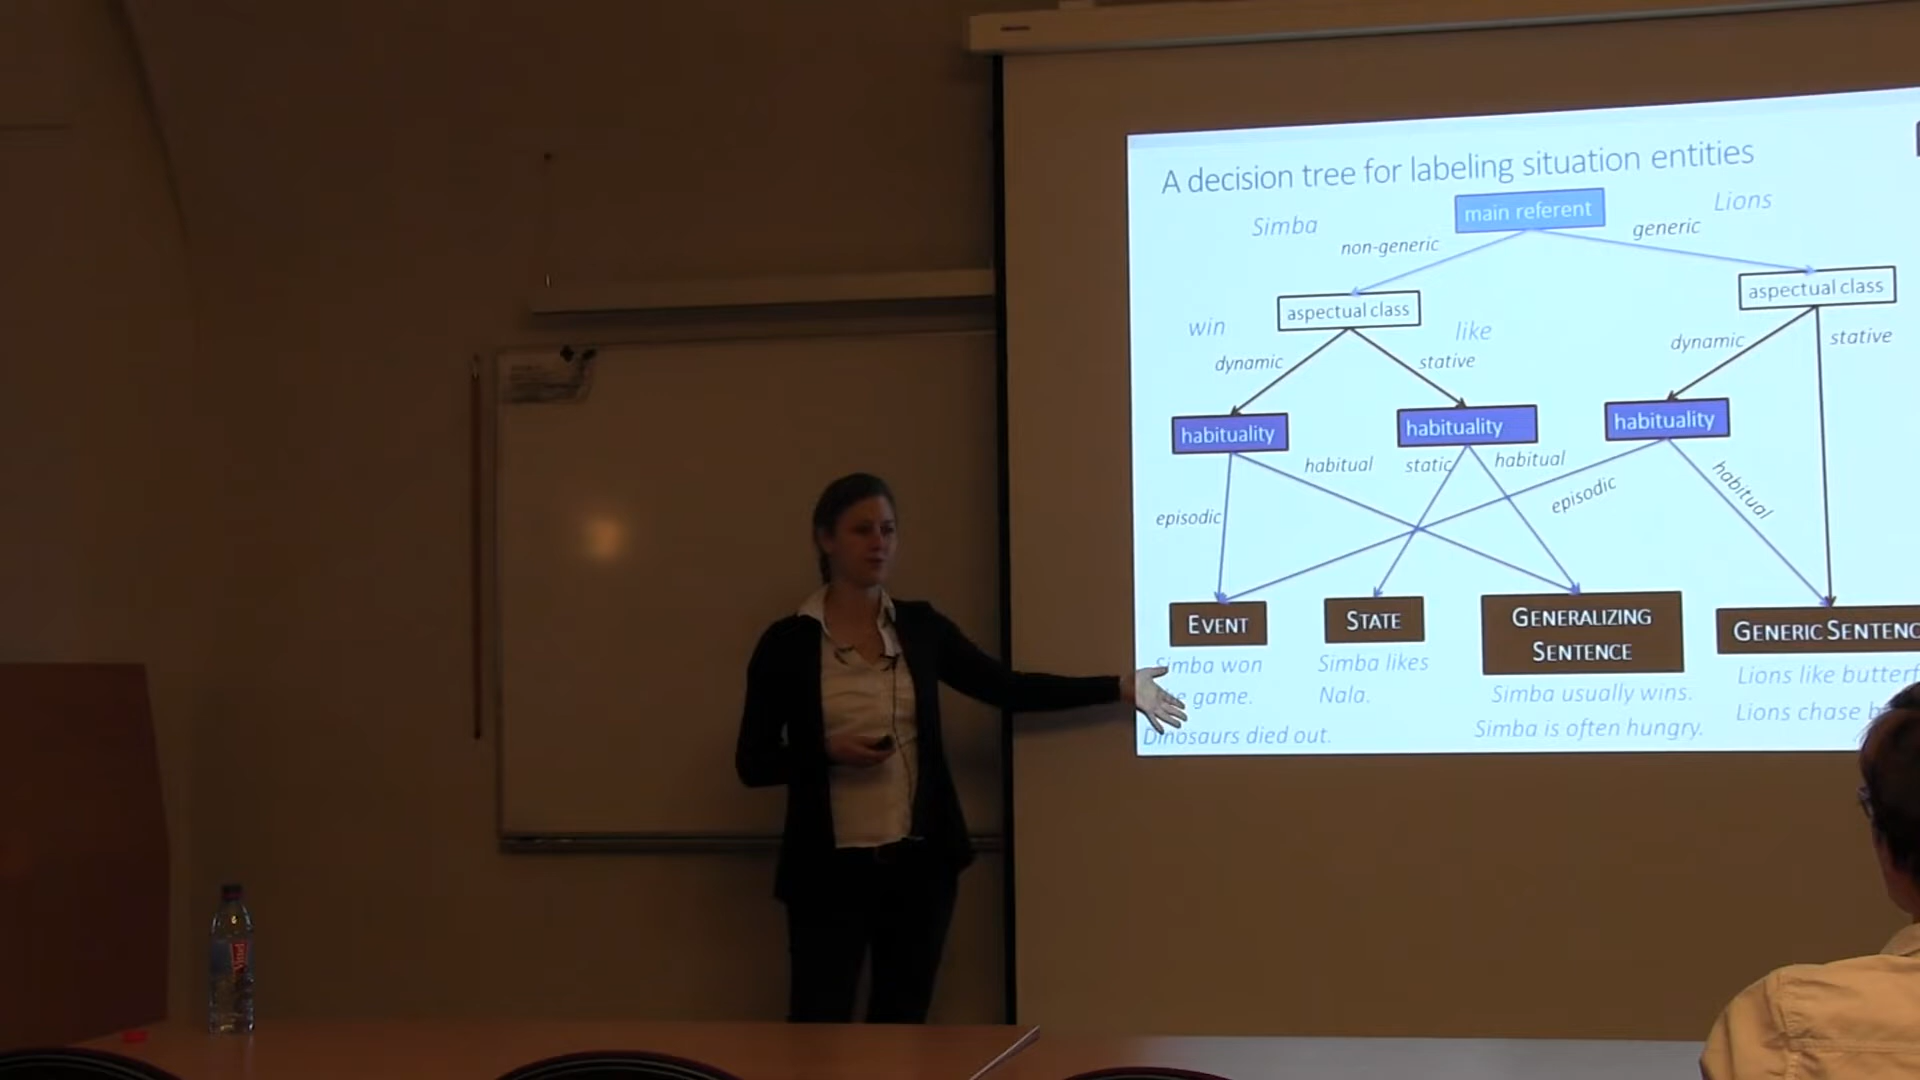 A decision tree for labeling situation entities
Simba
main referent
Lions
non-generic
generic
aspectual class
aspectual class
win
like
dynamic
stative
dynamic
stative
habituality
habituality
habituality
habitual
static
habitual
episodic
habitual
episodic
EVENT
STATE
GENERALIZING
SENTENCE
GENERIC SENTENC
Simba won
game.
Simba likes
Nala.
Simba usually wins.
Simba is often hungry.
Lions like butterf
Lions chase b
Dinosaurs died out.
Vittel